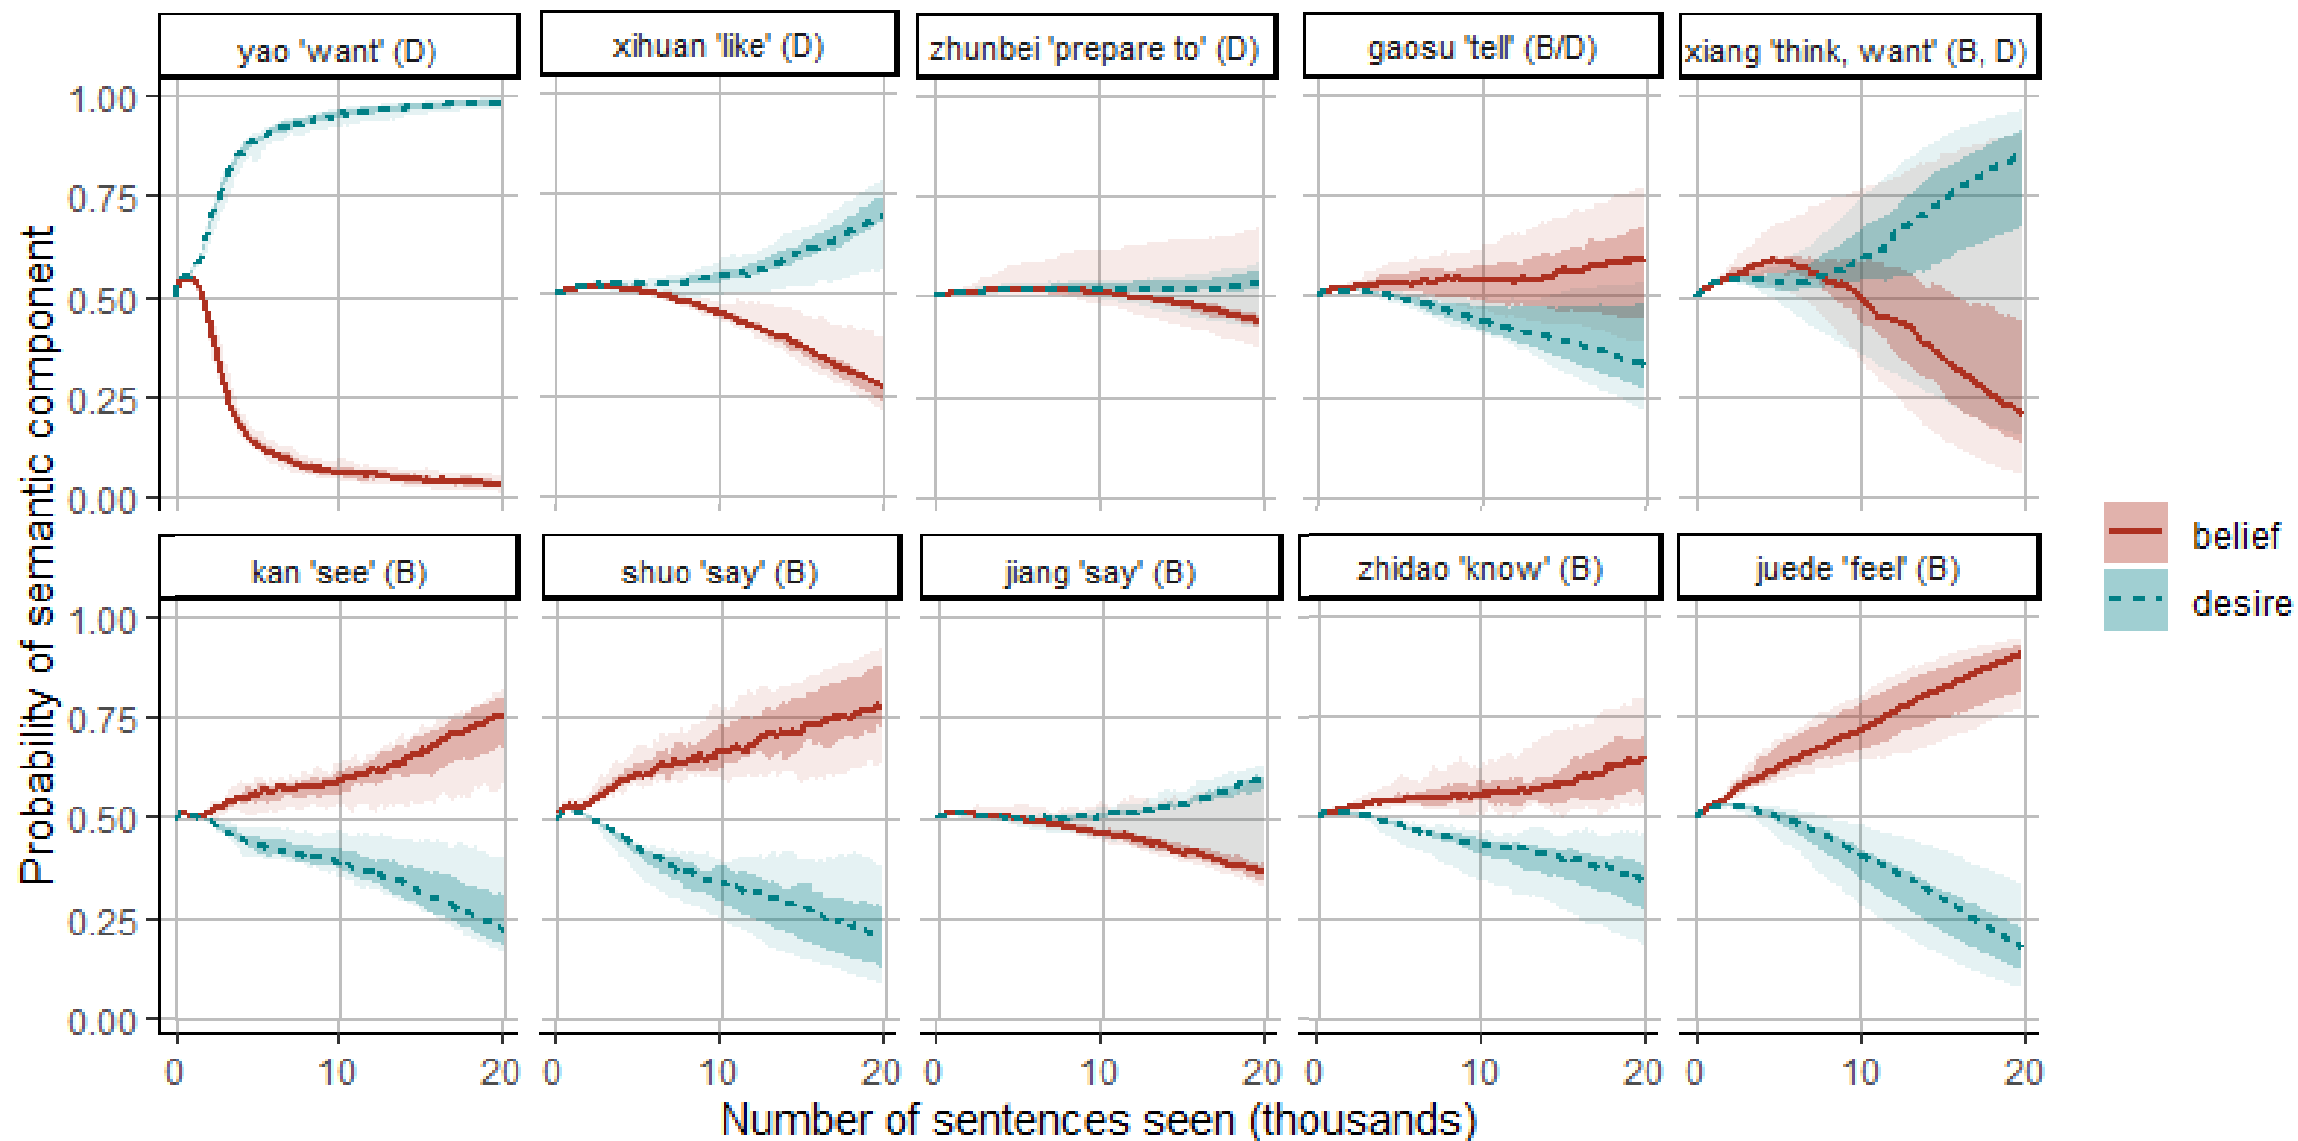 yao 'want' (D)
xihuan 'like' (D)
zhunbei 'prepare to' (D)
gaosu 'tell' (B/D)
xiang 'think, want' (B, D)
1.00
0.75
0.50
0.25
0.00
Probability of semantic component
kan 'see' (B)
shuo 'say' (B)
jiang 'say' (B)
zhidao 'know' (B)
juede 'feel' (B)
1.00
0.75
0.50
0.25
0.00
0 10 20
0 10 20
0 10 20
0 10 20
0 10 20
Number of sentences seen (thousands)
belief
desire